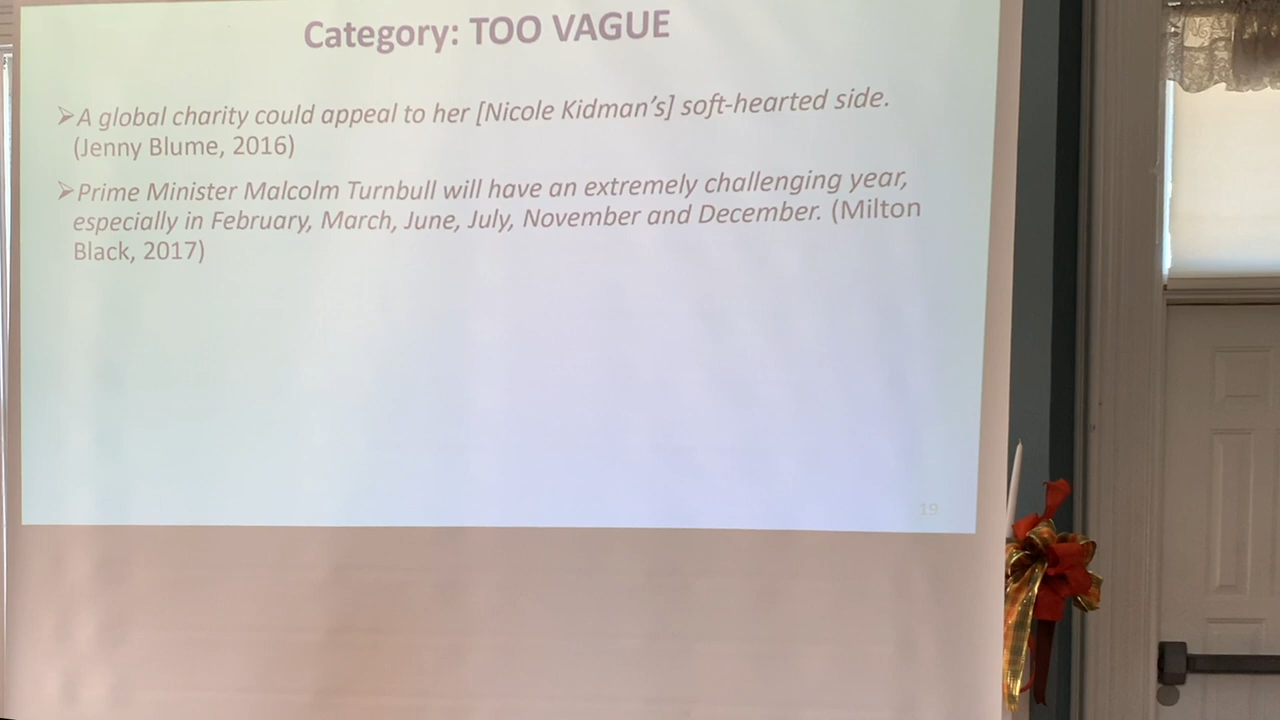 Category: TOO VAGUE
➢A global charity could appeal to her [Nicole Kidman’s] soft-hearted side.
(Jenny Blume, 2016)
➢Prime Minister Malcolm Turnbull will have an extremely challenging year,
especially in February, March, June, July, November and December. (Milton
Black, 2017)
19